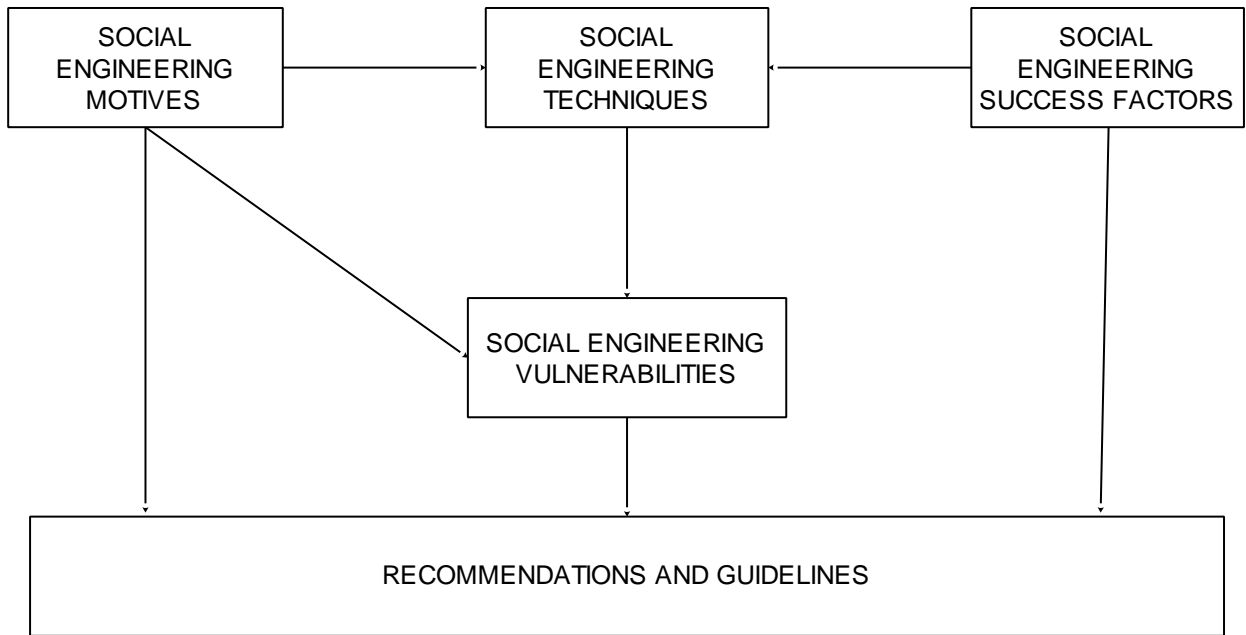 SOCIAL
ENGINEERING
MOTIVES
SOCIAL
ENGINEERING
TECHNIQUES
SOCIAL
ENGINEERING
SUCCESS FACTORS
SOCIAL ENGINEERING
VULNERABILITIES
RECOMMENDATIONS AND GUIDELINES